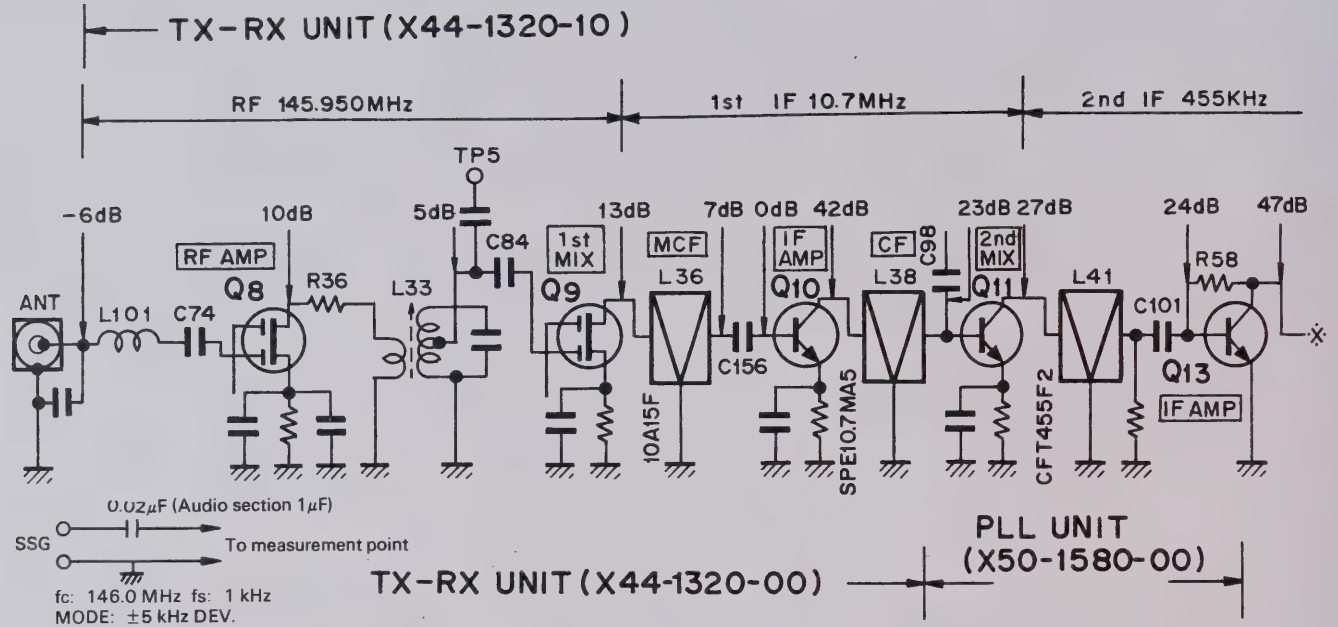 TX-RX UNIT (X44-1320-10)
RF 145.950MHz
1st IF 10.7MHz
2nd IF 455KHz
TP5
-6dB
10dB
5dB
13dB
7dB
0dB
42dB
23dB
27dB
24dB
47dB
RF AMP
C84
1st MIX
MCF
IF AMP
CF
C98
2nd MIX
R58
ANT
L101
C74
Q8
R36
L33
Q9
L36
Q10
L38
Q11
L41
C101
C156
Q13
IF AMP
10A15F
SPE10.7MA5
CFT455F2
0.02μF (Audio section 1μF)
SSG
To measurement point
fc: 146.0 MHz fs: 1 kHz
MODE: ±5 kHz DEV.
TX-RX UNIT (X44-1320-00)
PLL UNIT
(X50-1580-00)